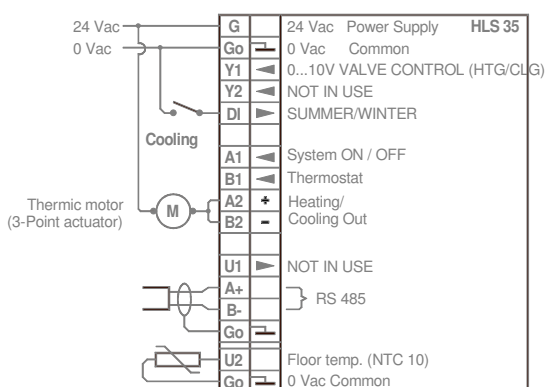 24 Vac G 24 Vac Power Supply HLS 35
0 Vac Go 0 Vac Common
Y1 0...10V VALVE CONTROL (HTG/CLG)
Y2 NOT IN USE
DI SUMMER/WINTER
Cooling
A1 System ON / OFF
B1 Thermostat
Thermic motor
(3-Point actuator)
M
A2 + Heating/
B2 - Cooling Out
U1 NOT IN USE
A+
B-
RS 485
Go
U2 Floor temp. (NTC 10)
Go 0 Vac Common